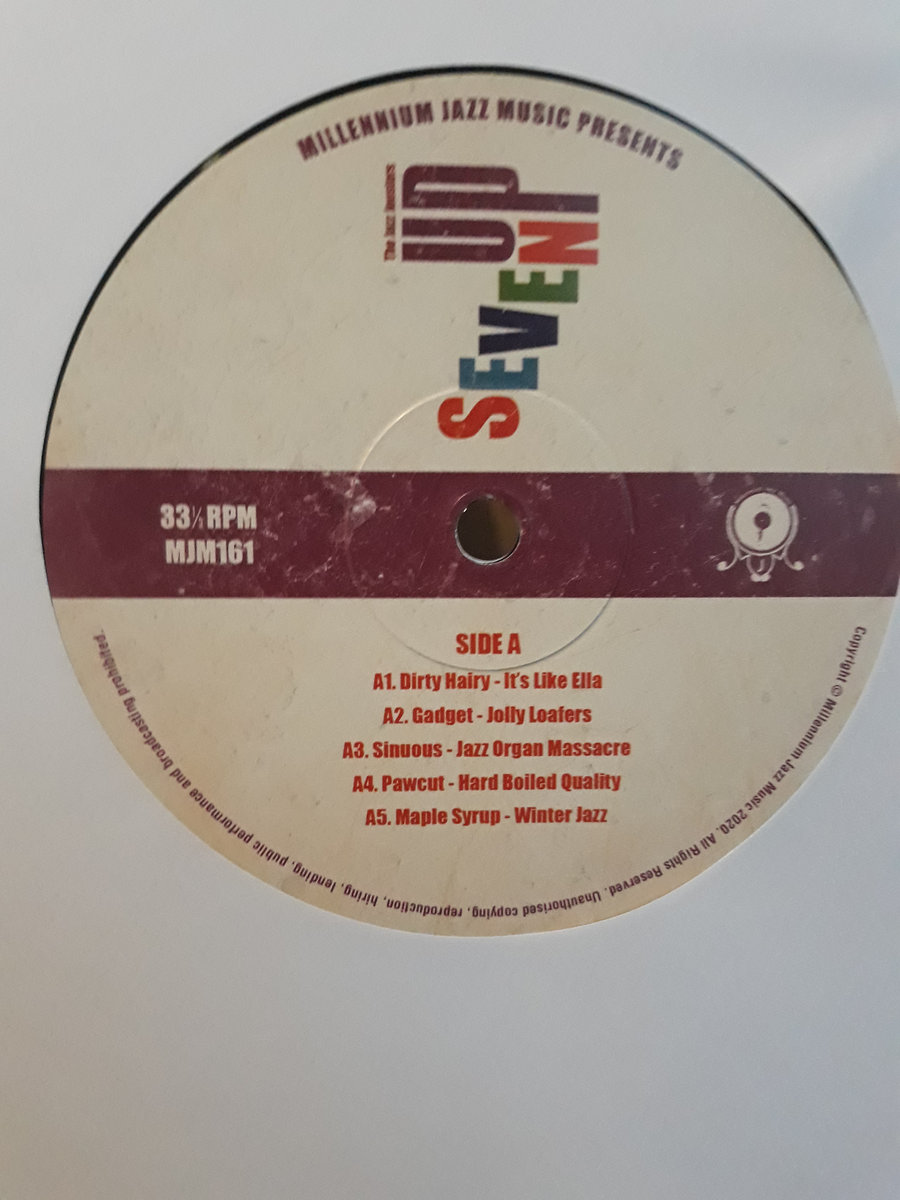 MILLENNIUM JAZZ MUSIC PRESENTS
The Jazz Jousters
SEVEN
UP
33⅓ RPM
MJM161
SIDE A
A1. Dirty Hairy - It's Like Ella
A2. Gadget - Jolly Loafers
A3. Sinuous - Jazz Organ Massacre
A4. Pawcut - Hard Boiled Quality
A5. Maple Syrup - Winter Jazz
Copyright © Millennium Jazz Music 2020. All Rights Reserved. Unauthorised copying, reproduction, hiring, lending, public performance and broadcasting prohibited.